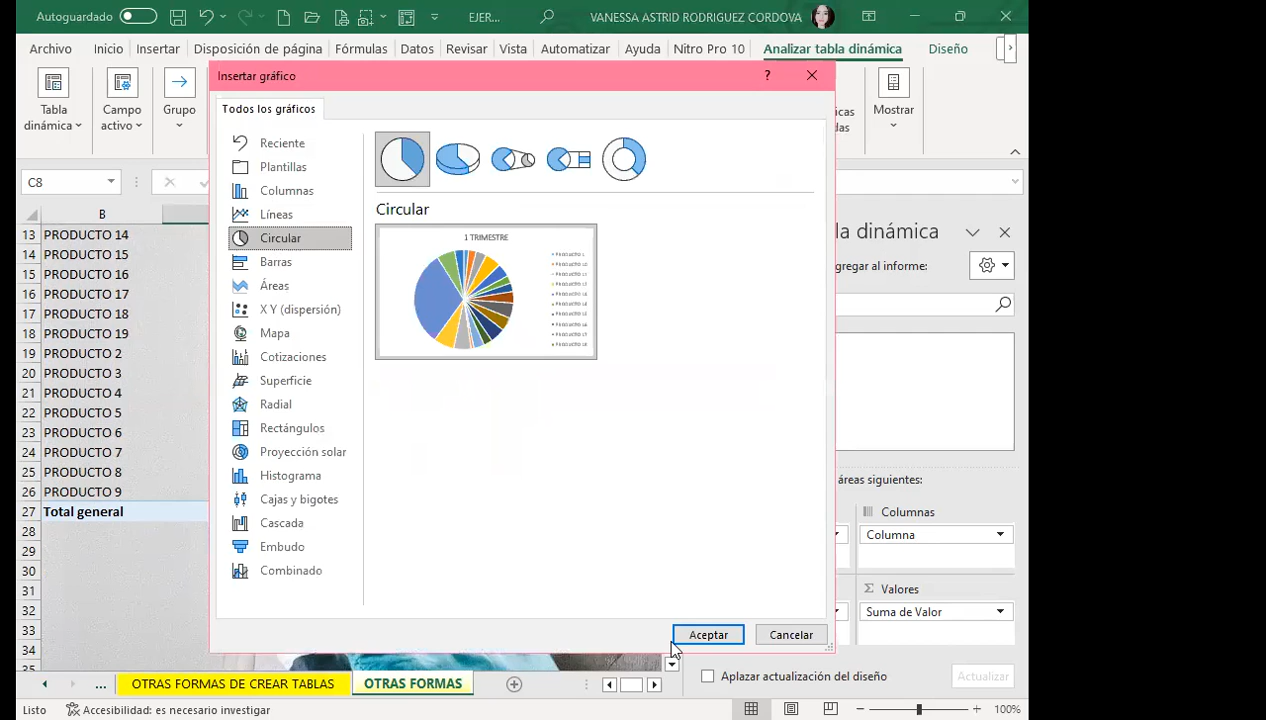 Autoguardado
EJER...
VANESSA ASTRID RODRIGUEZ CORDOVA
Archivo Inicio Insertar Disposición de página Fórmulas Datos Revisar Vista Automatizar Ayuda Nitro Pro 10 Analizar tabla dinámica Diseño
Tabla dinámica
Campo activo
Grupo
Mostrar
Insertar gráfico
?
Todos los gráficos
Reciente
Plantillas
Columnas
Líneas
Circular
Barras
Áreas
X Y (dispersión)
Mapa
Cotizaciones
Superficie
Radial
Rectángulos
Proyección solar
Histograma
Cajas y bigotes
Cascada
Embudo
Combinado
Circular
1 TRIMESTRE
Aceptar
Cancelar
C8
B
13 PRODUCTO 14
14 PRODUCTO 15
15 PRODUCTO 16
16 PRODUCTO 17
17 PRODUCTO 18
18 PRODUCTO 19
19 PRODUCTO 2
20 PRODUCTO 3
21 PRODUCTO 4
22 PRODUCTO 5
23 PRODUCTO 6
24 PRODUCTO 7
25 PRODUCTO 8
26 PRODUCTO 9
27 Total general
28
29
30
31
32
33
34
35
dinámica
gregar al informe:
áreas siguientes:
Columnas
Columna
Σ Valores
Suma de Valor
Aplazar actualización del diseño
Actualizar
... OTRAS FORMAS DE CREAR TABLAS OTRAS FORMAS
Listo
Accesibilidad: es necesario investigar
100%